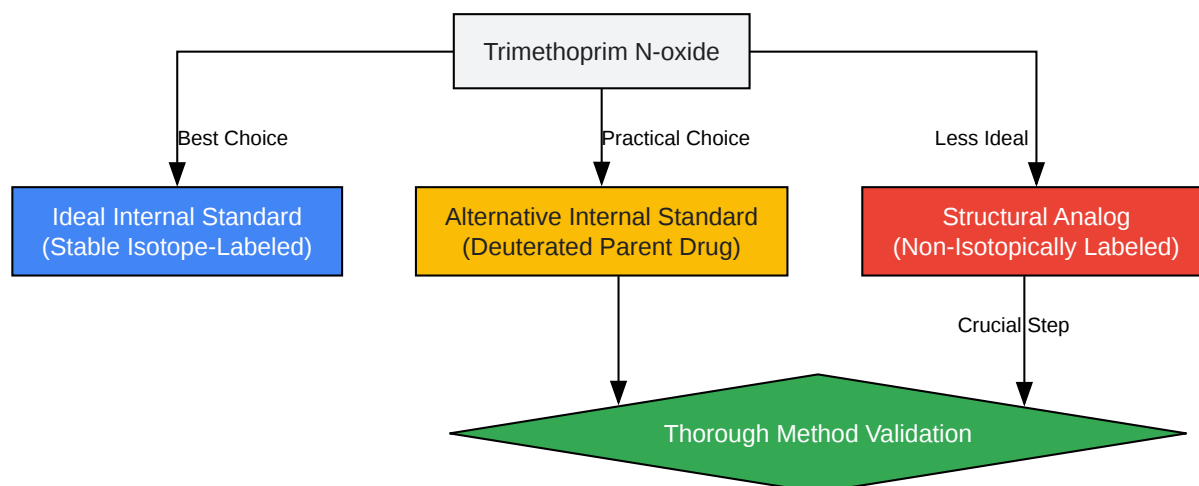 Trimethoprim N-oxide
Best Choice
Practical Choice
Less Ideal
Ideal Internal Standard
(Stable Isotope-Labeled)
Alternative Internal Standard
(Deuterated Parent Drug)
Structural Analog
(Non-Isotopically Labeled)
Crucial Step
Thorough Method Validation